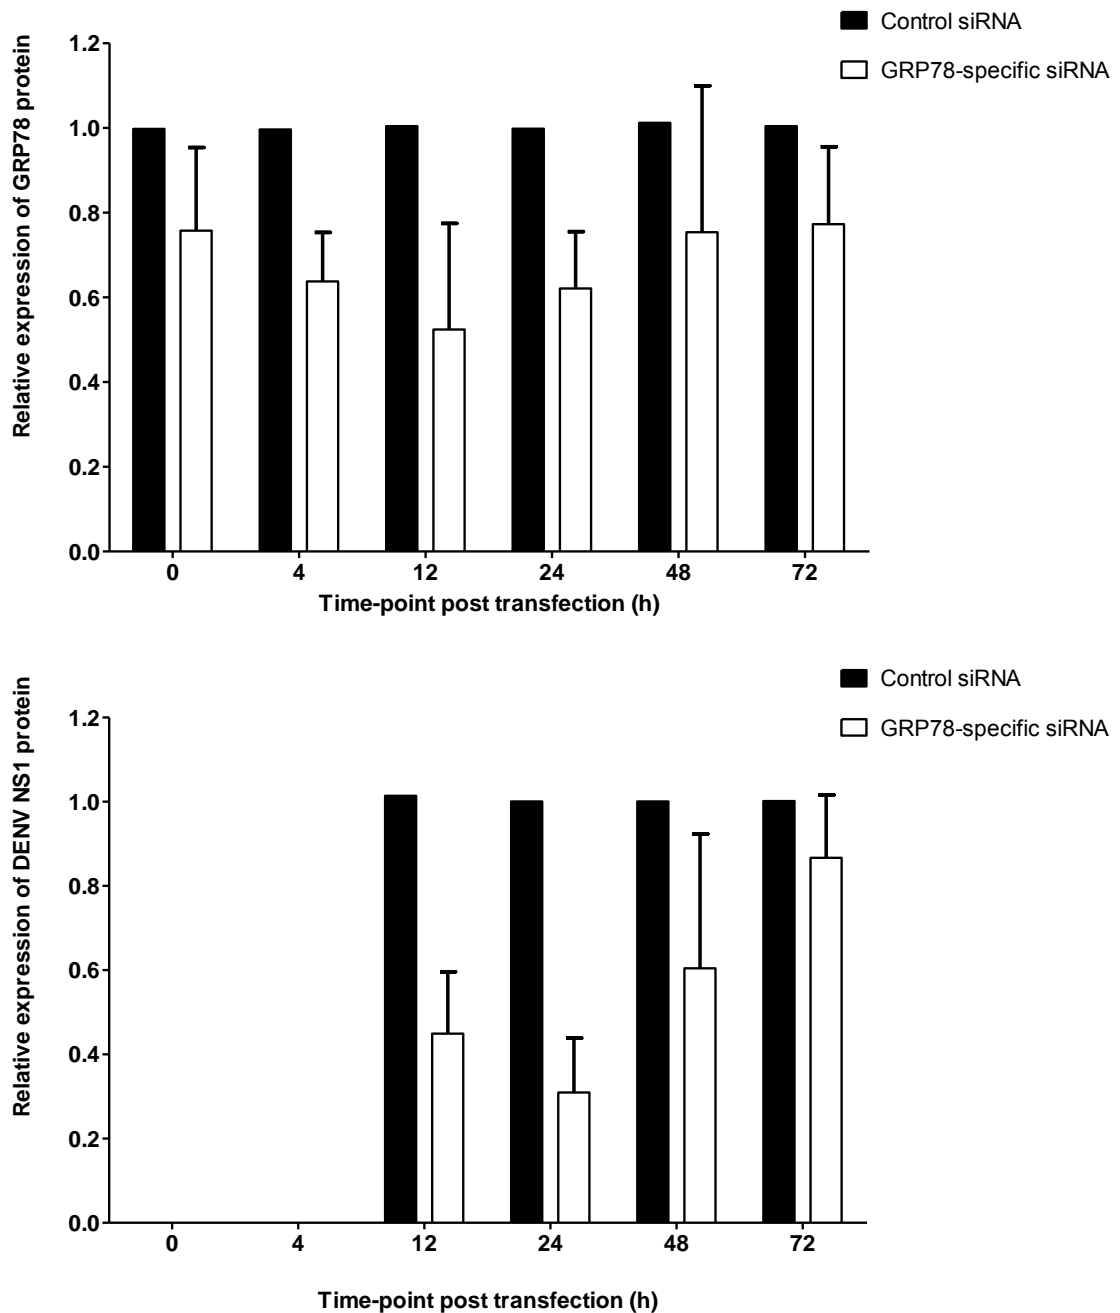 Control siRNA
GRP78-specific siRNA
Relative expression of GRP78 protein
1.2
1.0
0.8
0.6
0.4
0.2
0.0
0 4 12 24 48 72
Time-point post transfection (h)
Control siRNA
GRP78-specific siRNA
Relative expression of DENV NS1 protein
1.2
1.0
0.8
0.6
0.4
0.2
0.0
0 4 12 24 48 72
Time-point post transfection (h)